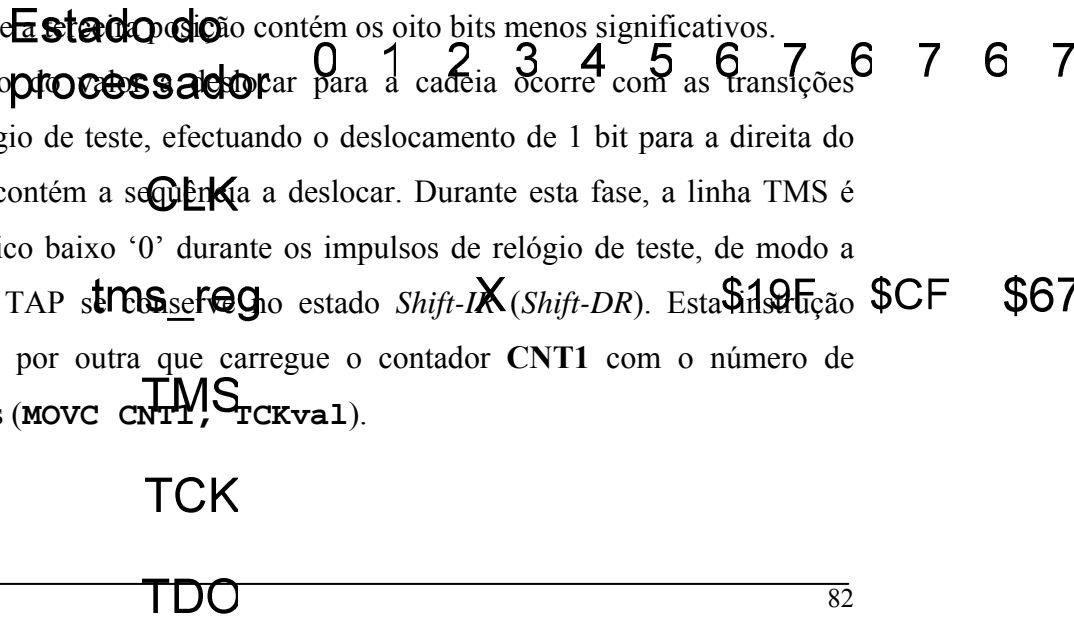 e a terceira posição contém os oito bits menos significativos.
Estado do
processador 0 1 2 3 4 5 6 7 6 7 6 7
do valor a deslocar para a cadeia ocorre com as transições
gio de teste, efectuando o deslocamento de 1 bit para a direita do
contém a sequência a deslocar. Durante esta fase, a linha TMS é
CLK
ico baixo ‘0’ durante os impulsos de relógio de teste, de modo a
TAP se conserve no estado Shift-IR (Shift-DR). Esta instrução
tms_reg X $19F $CF $67
por outra que carregue o contador CNT1 com o número de
TMS
s (MOVC CNT1, TCKval).
TCK
TDO
82